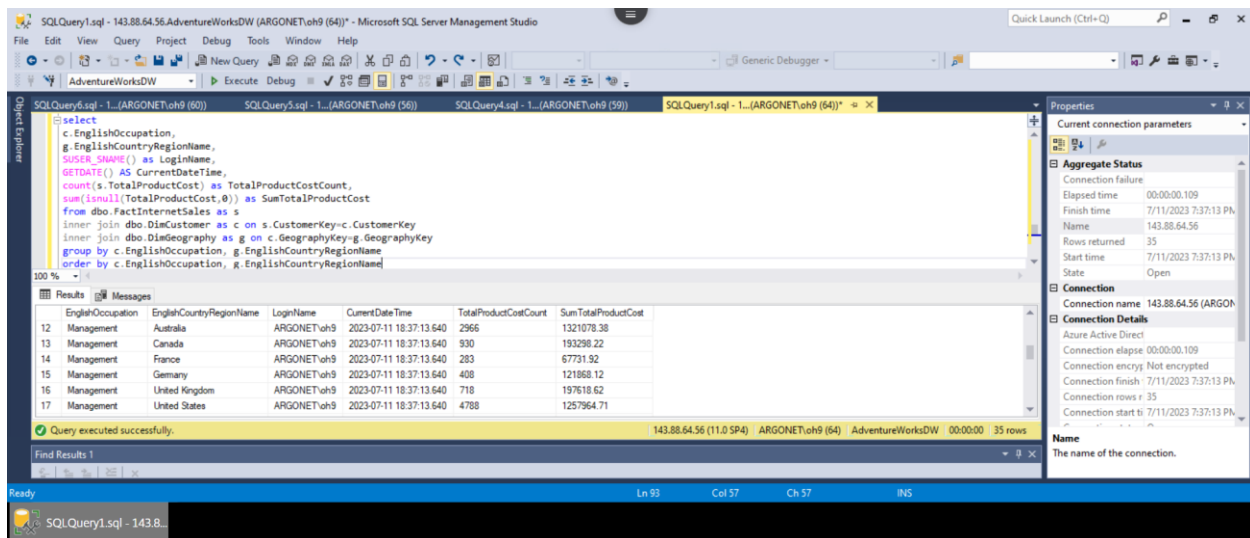 SQLQuery1.sql - 143.88.64.56.AdventureWorksDW (ARGONET\oh9 (64))* - Microsoft SQL Server Management Studio
Quick Launch (Ctrl+Q)
File Edit View Query Project Debug Tools Window Help
New Query
Generic Debugger
AdventureWorksDW
Execute Debug
Object Explorer
SQLQuery6.sql - 1...(ARGONET\oh9 (60)) SQLQuery5.sql - 1...(ARGONET\oh9 (56)) SQLQuery4.sql - 1...(ARGONET\oh9 (59)) SQLQuery1.sql - 1...(ARGONET\oh9 (64))*
select
c.EnglishOccupation,
g.EnglishCountryRegionName,
SUSER_SNAME() as LoginName,
GETDATE() AS CurrentDateTime,
count(s.TotalProductCost) as TotalProductCostCount,
sum(isnull(TotalProductCost,0)) as SumTotalProductCost
from dbo.FactInternetSales as s
inner join dbo.DimCustomer as c on s.CustomerKey=c.CustomerKey
inner join dbo.DimGeography as g on c.GeographyKey=g.GeographyKey
group by c.EnglishOccupation, g.EnglishCountryRegionName
order by c.EnglishOccupation, g.EnglishCountryRegionName
100 %
Results Messages
EnglishOccupation EnglishCountryRegionName LoginName CurrentDateTime TotalProductCostCount SumTotalProductCost
12 Management Australia ARGONET\oh9 2023-07-11 18:37:13.640 2966 1321078.38
13 Management Canada ARGONET\oh9 2023-07-11 18:37:13.640 930 193298.22
14 Management France ARGONET\oh9 2023-07-11 18:37:13.640 283 67731.92
15 Management Germany ARGONET\oh9 2023-07-11 18:37:13.640 408 121868.12
16 Management United Kingdom ARGONET\oh9 2023-07-11 18:37:13.640 718 197618.62
17 Management United States ARGONET\oh9 2023-07-11 18:37:13.640 4788 1257964.71
Query executed successfully. 143.88.64.56 (11.0 SP4) ARGONET\oh9 (64) AdventureWorksDW 00:00:00 35 rows
Find Results 1
Properties
Current connection parameters
Aggregate Status
Connection failure
Elapsed time 00:00:00.109
Finish time 7/11/2023 7:37:13 PM
Name 143.88.64.56
Rows returned 35
Start time 7/11/2023 7:37:13 PM
State Open
Connection
Connection name 143.88.64.56 (ARGON
Connection Details
Azure Active Direct
Connection elapse 00:00:00.109
Connection encryp Not encrypted
Connection finish 7/11/2023 7:37:13 PM
Connection rows r 35
Connection start ti 7/11/2023 7:37:13 PM
Name
The name of the connection.
Ready Ln 93 Col 57 Ch 57 INS
SQLQuery1.sql - 143.8...